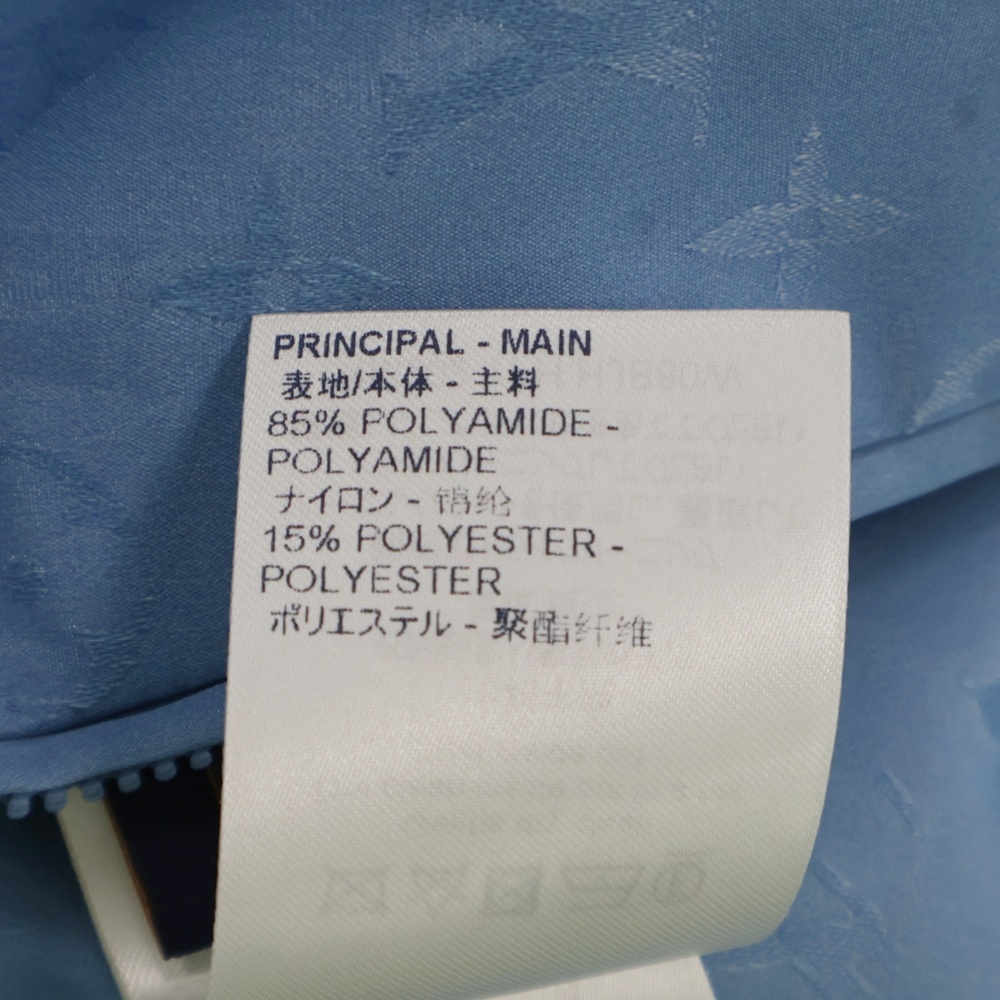 PRINCIPAL - MAIN
表地/本体 - 主料
85% POLYAMIDE -
POLYAMIDE
ナイロン - 锦纶
15% POLYESTER -
POLYESTER
ポリエステル - 聚酯纤维